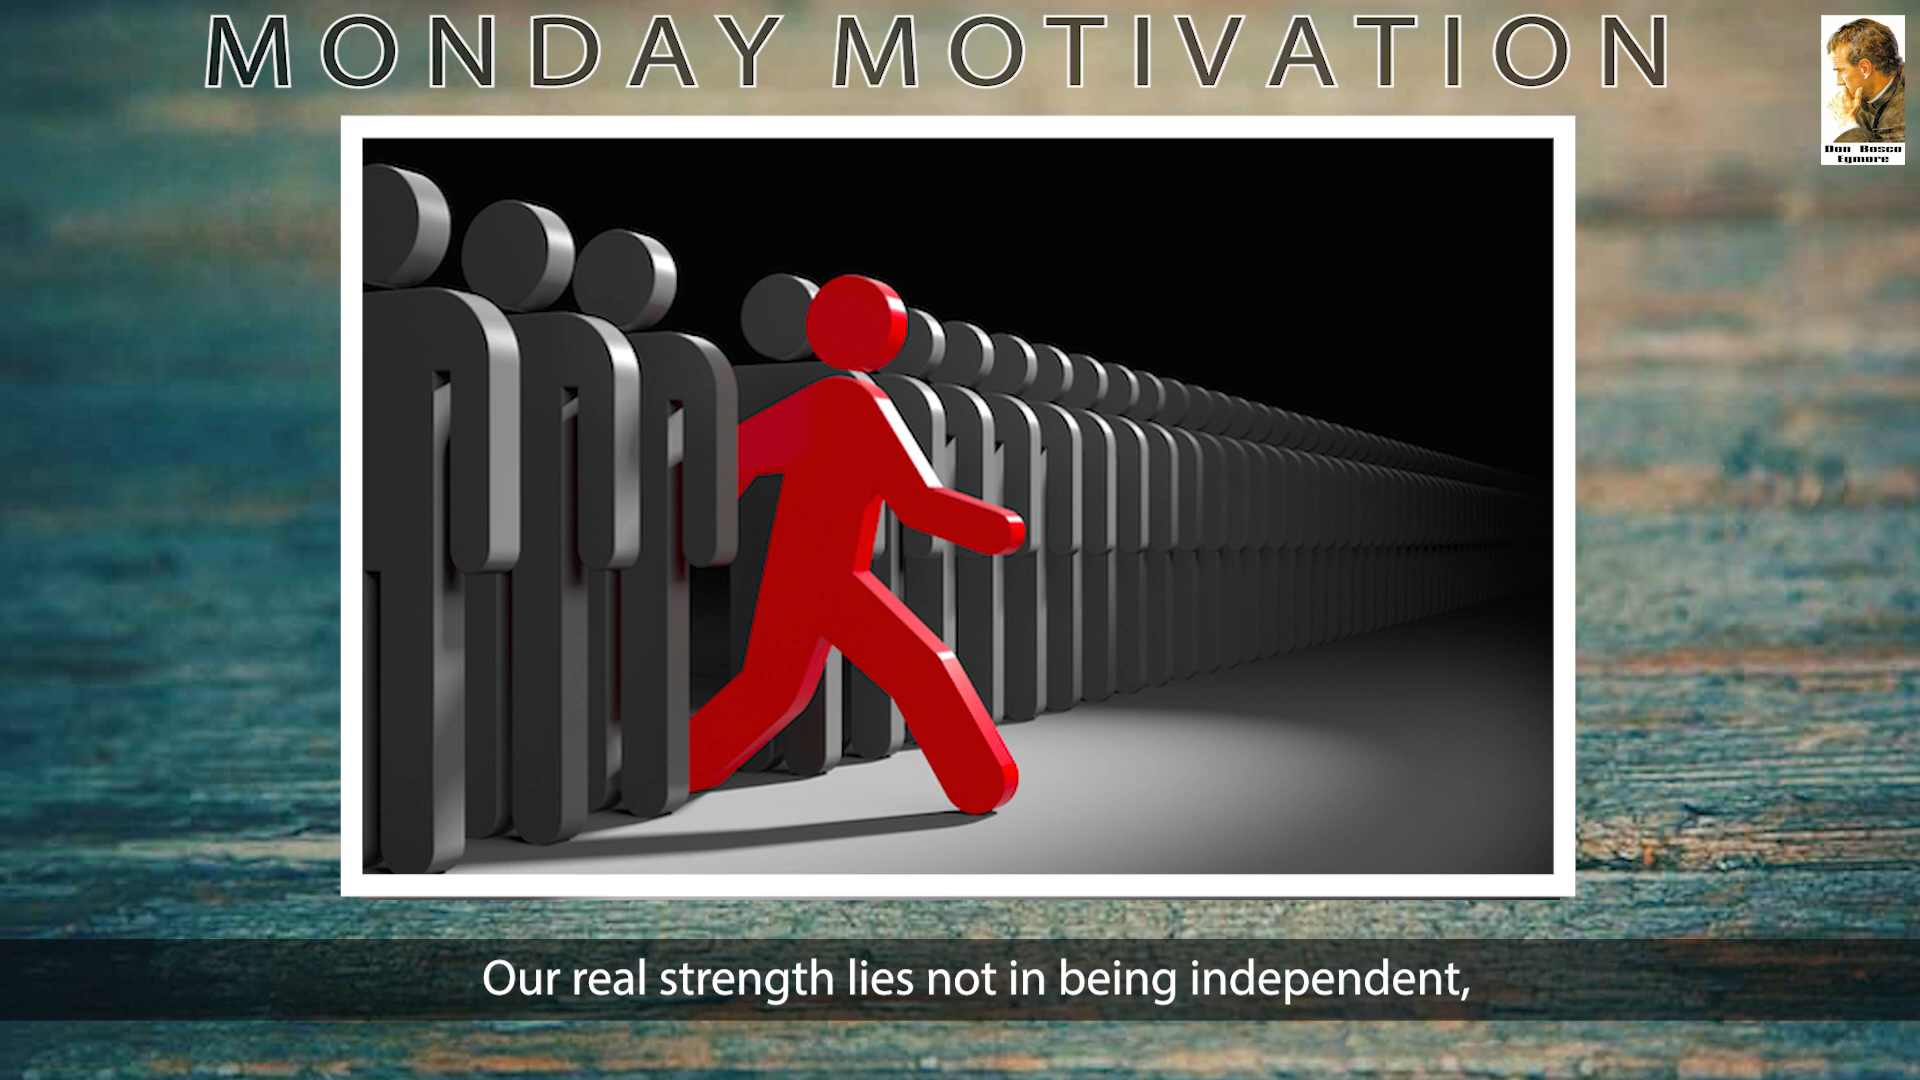 MONDAY MOTIVATION
Don Bosco
Egmore
Our real strength lies not in being independent,